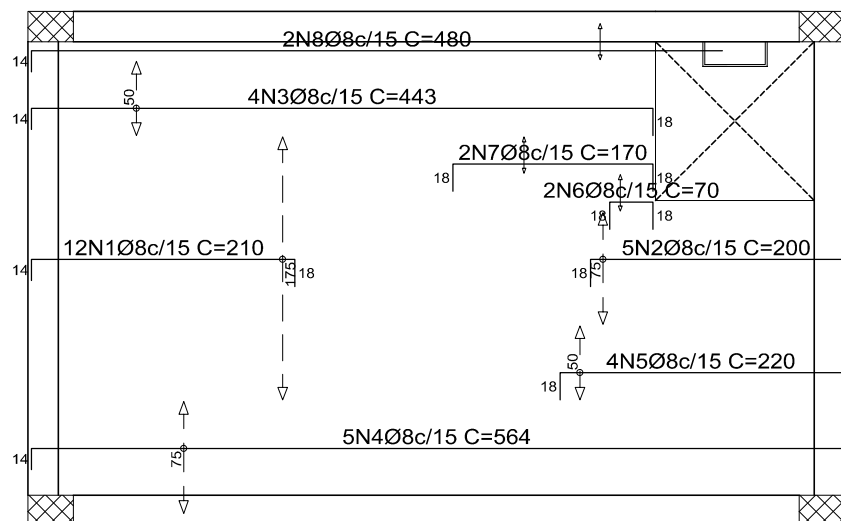 2N8Ø8c/15 C=480
14
50
4N3Ø8c/15 C=443
14
18
2N7Ø8c/15 C=170
18
18
2N6Ø8c/15 C=70
18
18
12N1Ø8c/15 C=210
14
175
18
5N2Ø8c/15 C=200
18
75
50
4N5Ø8c/15 C=220
18
5N4Ø8c/15 C=564
14
75